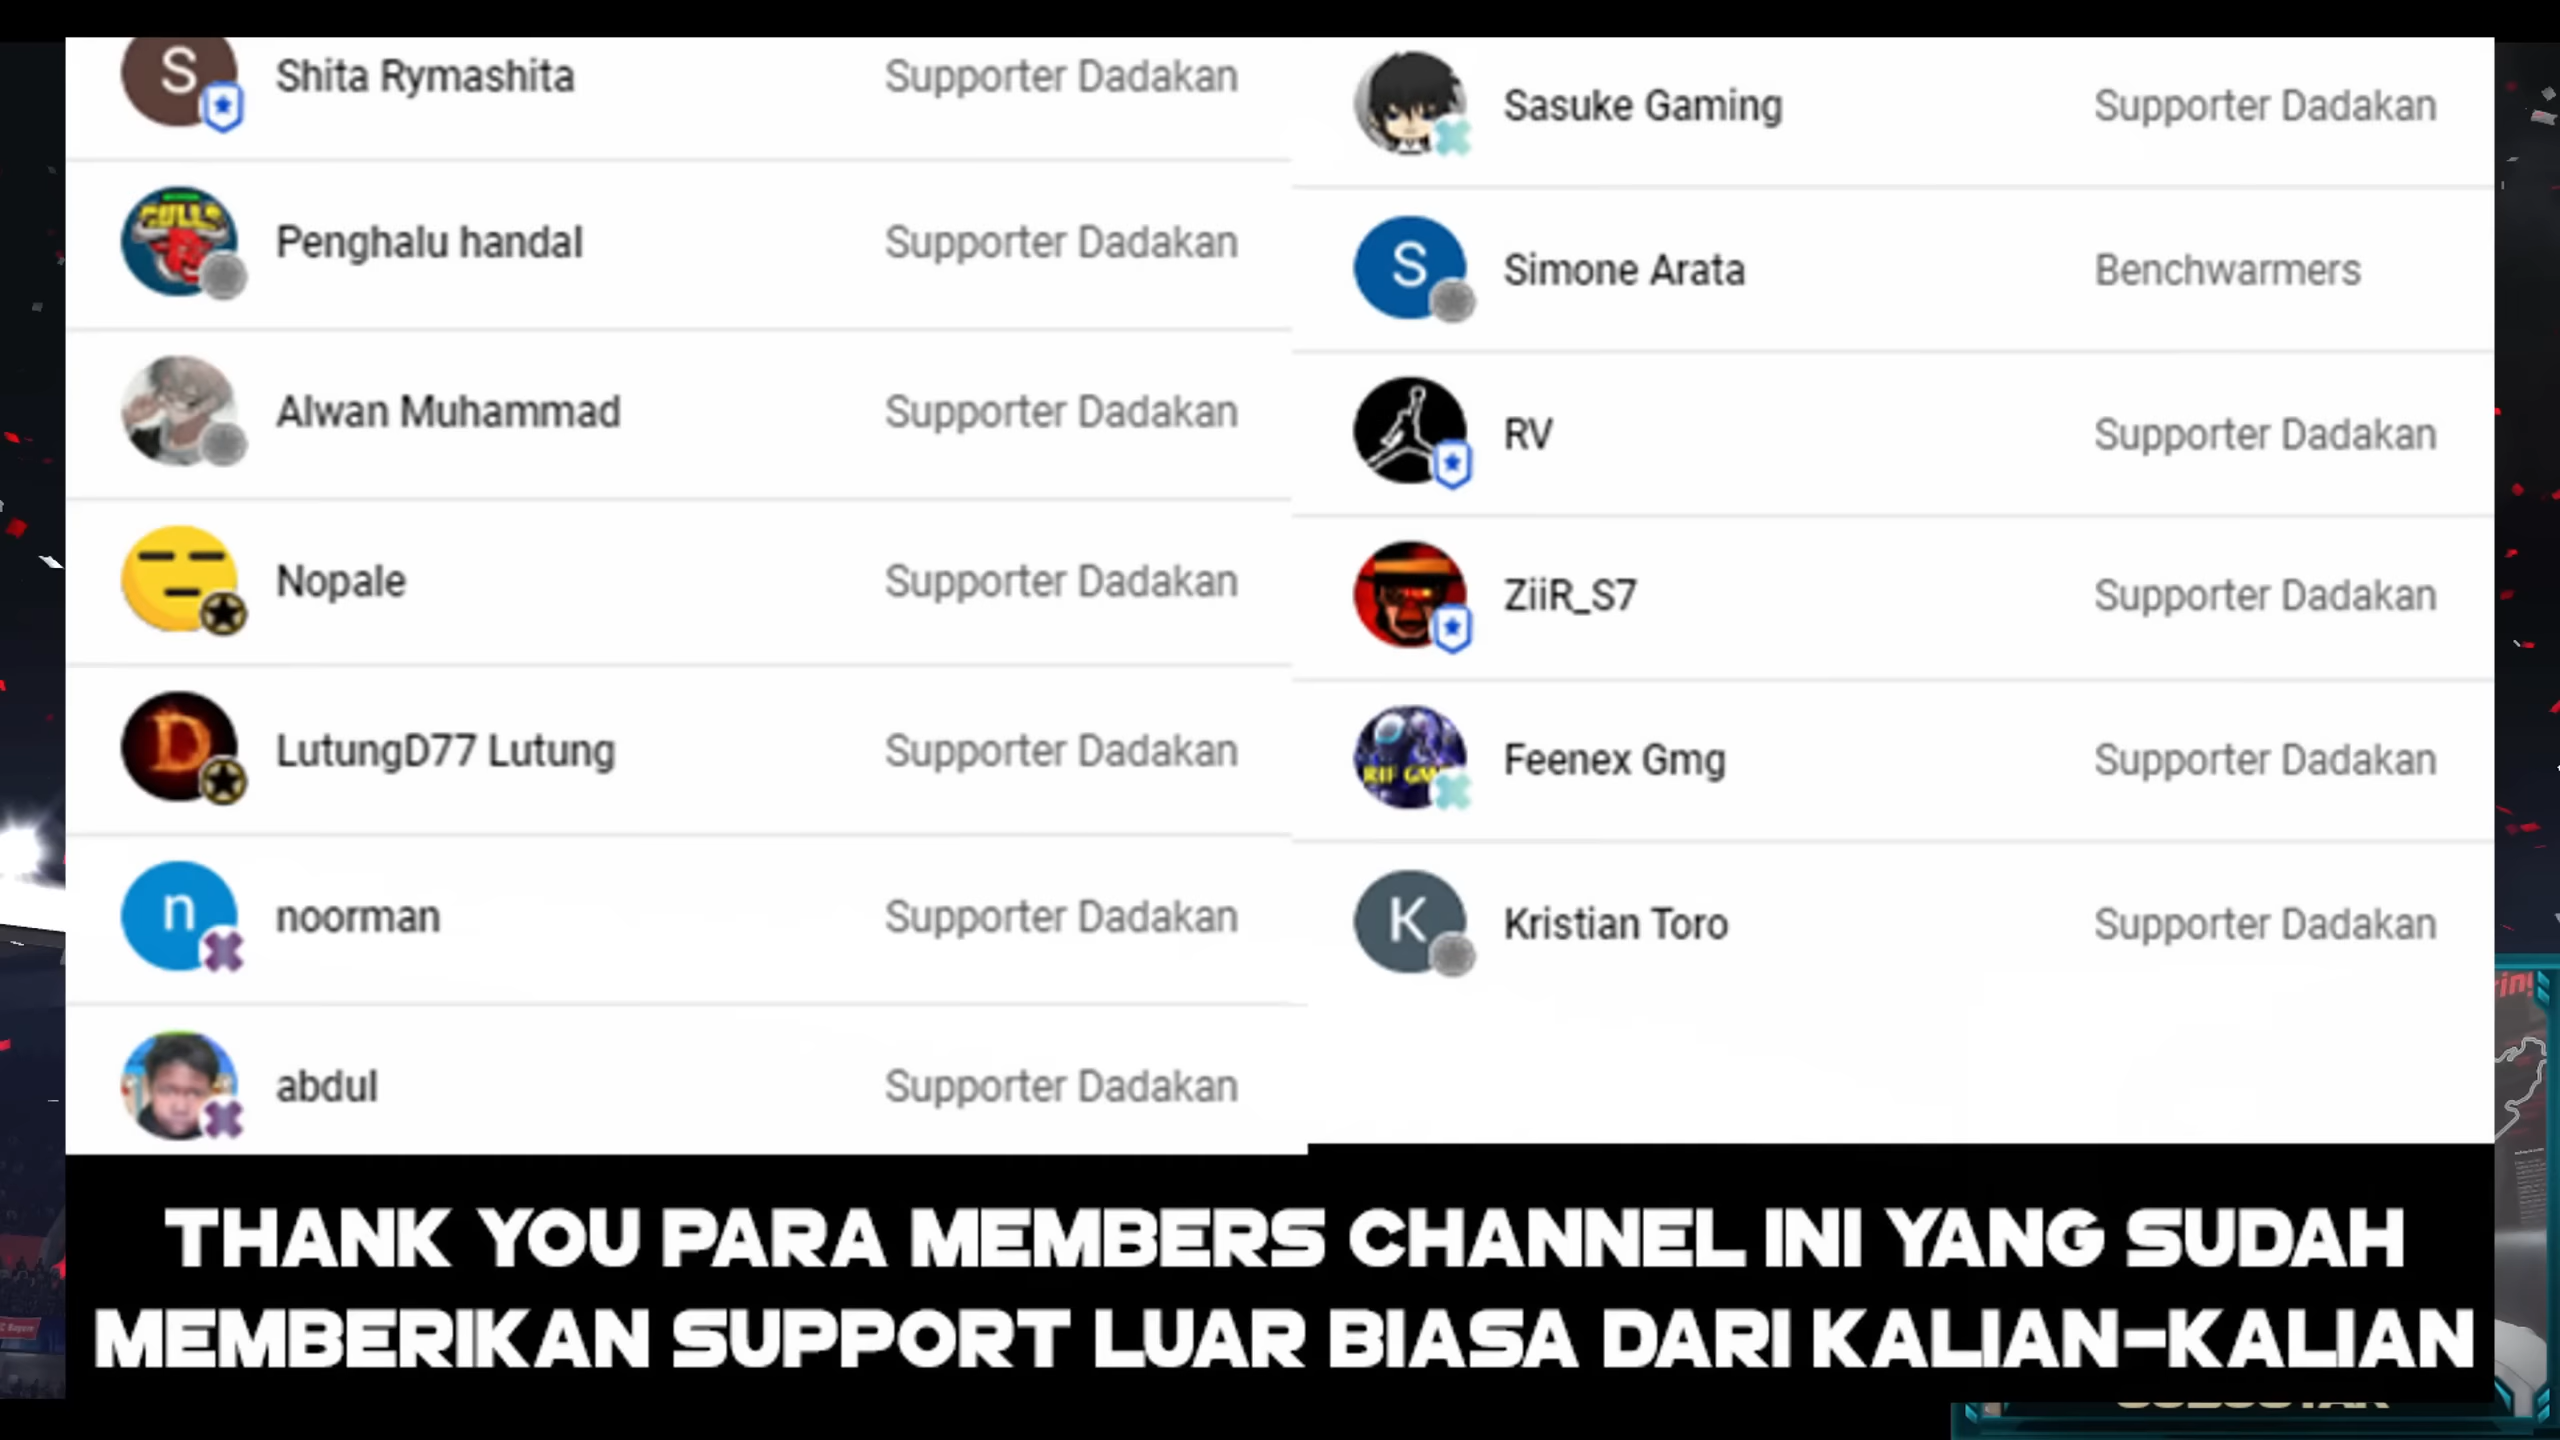 Shita Rymashita Supporter Dadakan
Penghalu handal Supporter Dadakan
Alwan Muhammad Supporter Dadakan
Nopale Supporter Dadakan
LutungD77 Lutung Supporter Dadakan
noorman Supporter Dadakan
abdul Supporter Dadakan
Sasuke Gaming Supporter Dadakan
Simone Arata Benchwarmers
RV Supporter Dadakan
ZiiR_S7 Supporter Dadakan
Feenex Gmg Supporter Dadakan
Kristian Toro Supporter Dadakan
THANK YOU PARA MEMBERS CHANNEL INI YANG SUDAH
MEMBERIKAN SUPPORT LUAR BIASA DARI KALIAN-KALIAN